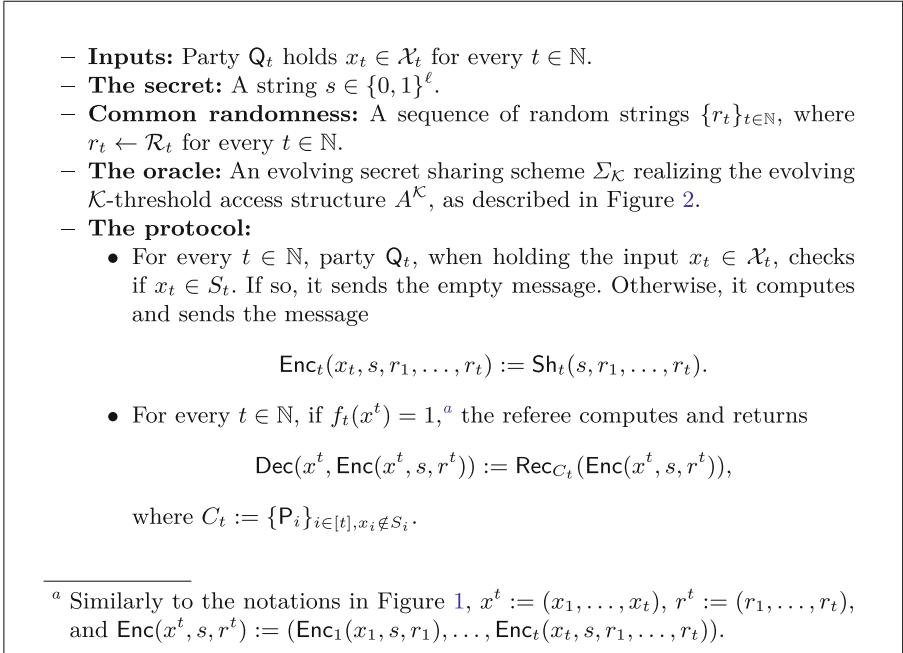 – Inputs: Party Q_t holds x_t ∈ 𝒳_t for every t ∈ ℕ.
– The secret: A string s ∈ {0, 1}^ℓ.
– Common randomness: A sequence of random strings {r_t}_{t∈ℕ}, where
r_t ← ℛ_t for every t ∈ ℕ.
– The oracle: An evolving secret sharing scheme Σ_𝒦 realizing the evolving
𝒦-threshold access structure A^𝒦, as described in Figure 2.
– The protocol:
• For every t ∈ ℕ, party Q_t, when holding the input x_t ∈ 𝒳_t, checks
if x_t ∈ S_t. If so, it sends the empty message. Otherwise, it computes
and sends the message
Enc_t(x_t, s, r_1, . . . , r_t) := Sh_t(s, r_1, . . . , r_t).
• For every t ∈ ℕ, if f_t(x^t) = 1,^a the referee computes and returns
Dec(x^t, Enc(x^t, s, r^t)) := Rec_{C_t}(Enc(x^t, s, r^t)),
where C_t := {P_i}_{i∈[t],x_i∉S_i}.
^a Similarly to the notations in Figure 1, x^t := (x_1, . . . , x_t), r^t := (r_1, . . . , r_t),
and Enc(x^t, s, r^t) := (Enc_1(x_1, s, r_1), . . . , Enc_t(x_t, s, r_1, . . . , r_t)).